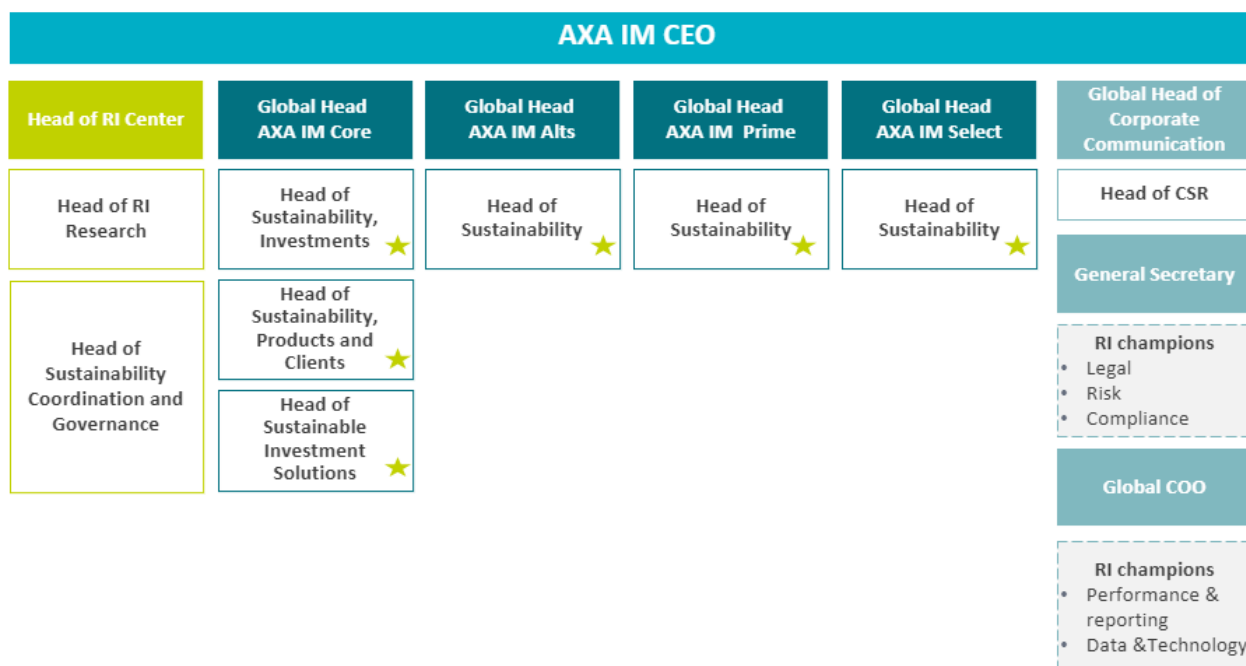 AXA IM CEO
Head of RI Center
Global Head
AXA IM Core
Global Head
AXA IM Alts
Global Head
AXA IM  Prime
Global Head
AXA IM Select
Global Head of
Corporate
Communication
Head of RI
Research
Head of
Sustainability,
Investments
Head of
Sustainability
Head of
Sustainability
Head of
Sustainability
Head of CSR
General Secretary
Head of
Sustainability
Coordination and
Governance
Head of
Sustainability,
Products and
Clients
Head of
Sustainable
Investment
Solutions
RI champions
• Legal
• Risk
• Compliance
Global COO
RI champions
• Performance &
reporting
• Data &Technology